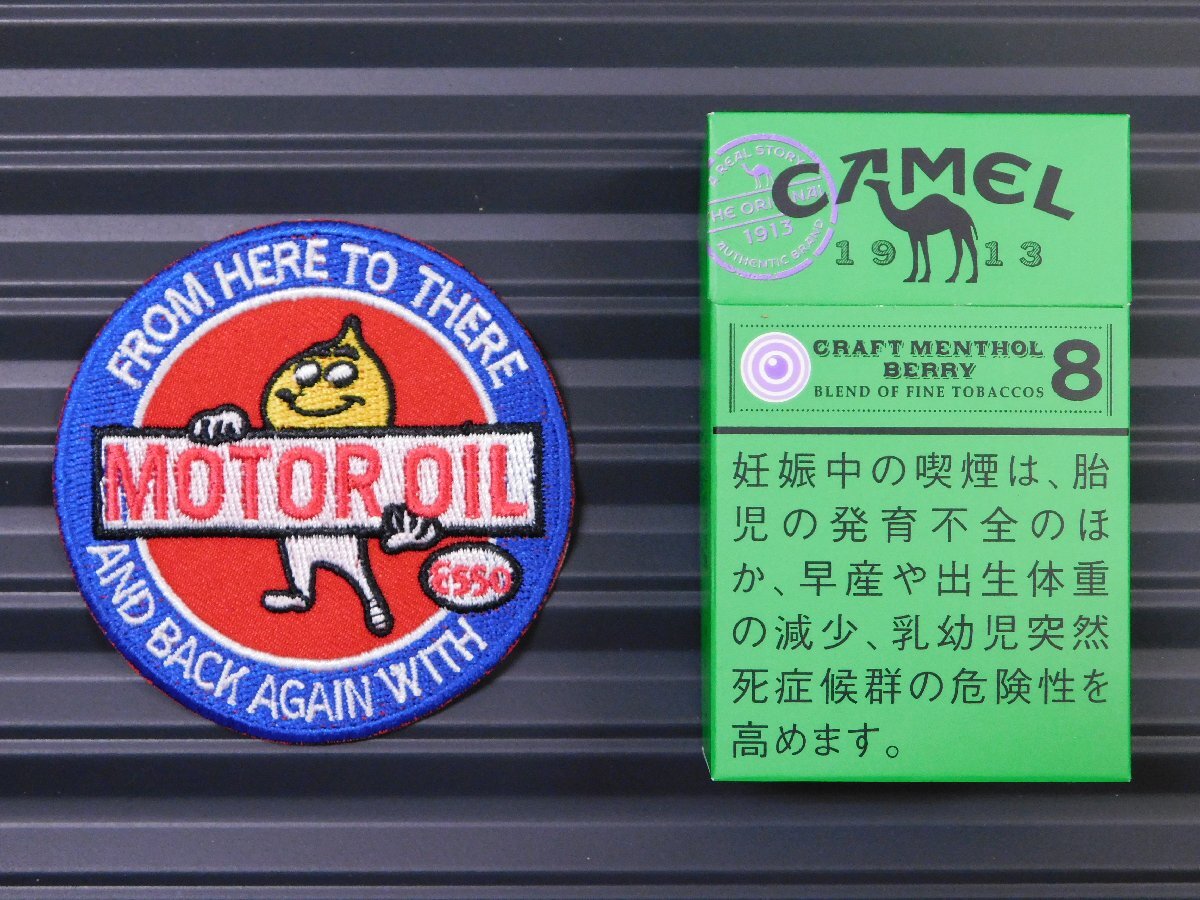 FROM HERE TO THERE
MOTOR OIL
ESSO
AND BACK AGAIN WITH
A REAL STORY
THE ORIGINAL
1913
AUTHENTIC BRAND
CAMEL
1913
CRAFT MENTHOL
BERRY
BLEND OF FINE TOBACCOS
8
妊娠中の喫煙は、胎
児の発育不全のほ
か、早産や出生体重
の減少、乳幼児突然
死症候群の危険性を
高めます。